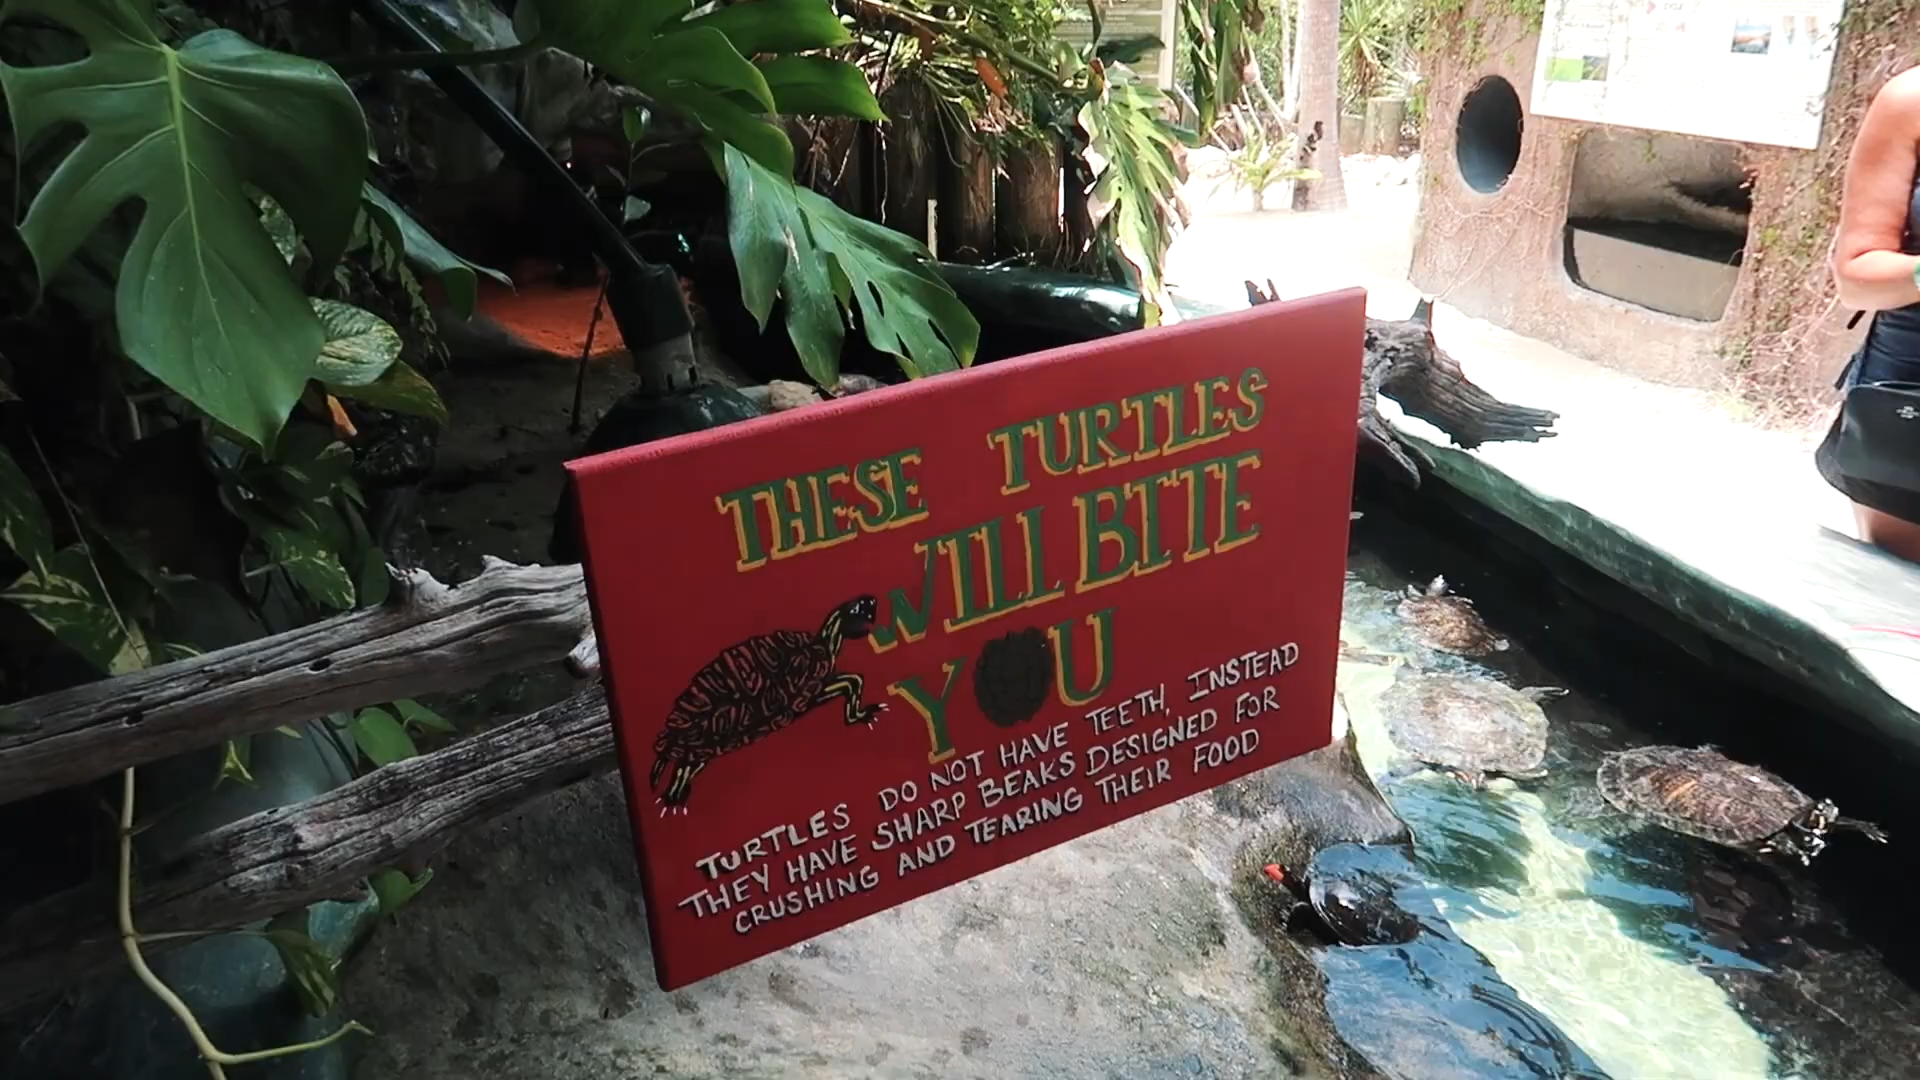 THESE TURTLES
WILL BITE
YOU
TURTLES DO NOT HAVE TEETH, INSTEAD
THEY HAVE SHARP BEAKS DESIGNED FOR
CRUSHING AND TEARING THEIR FOOD